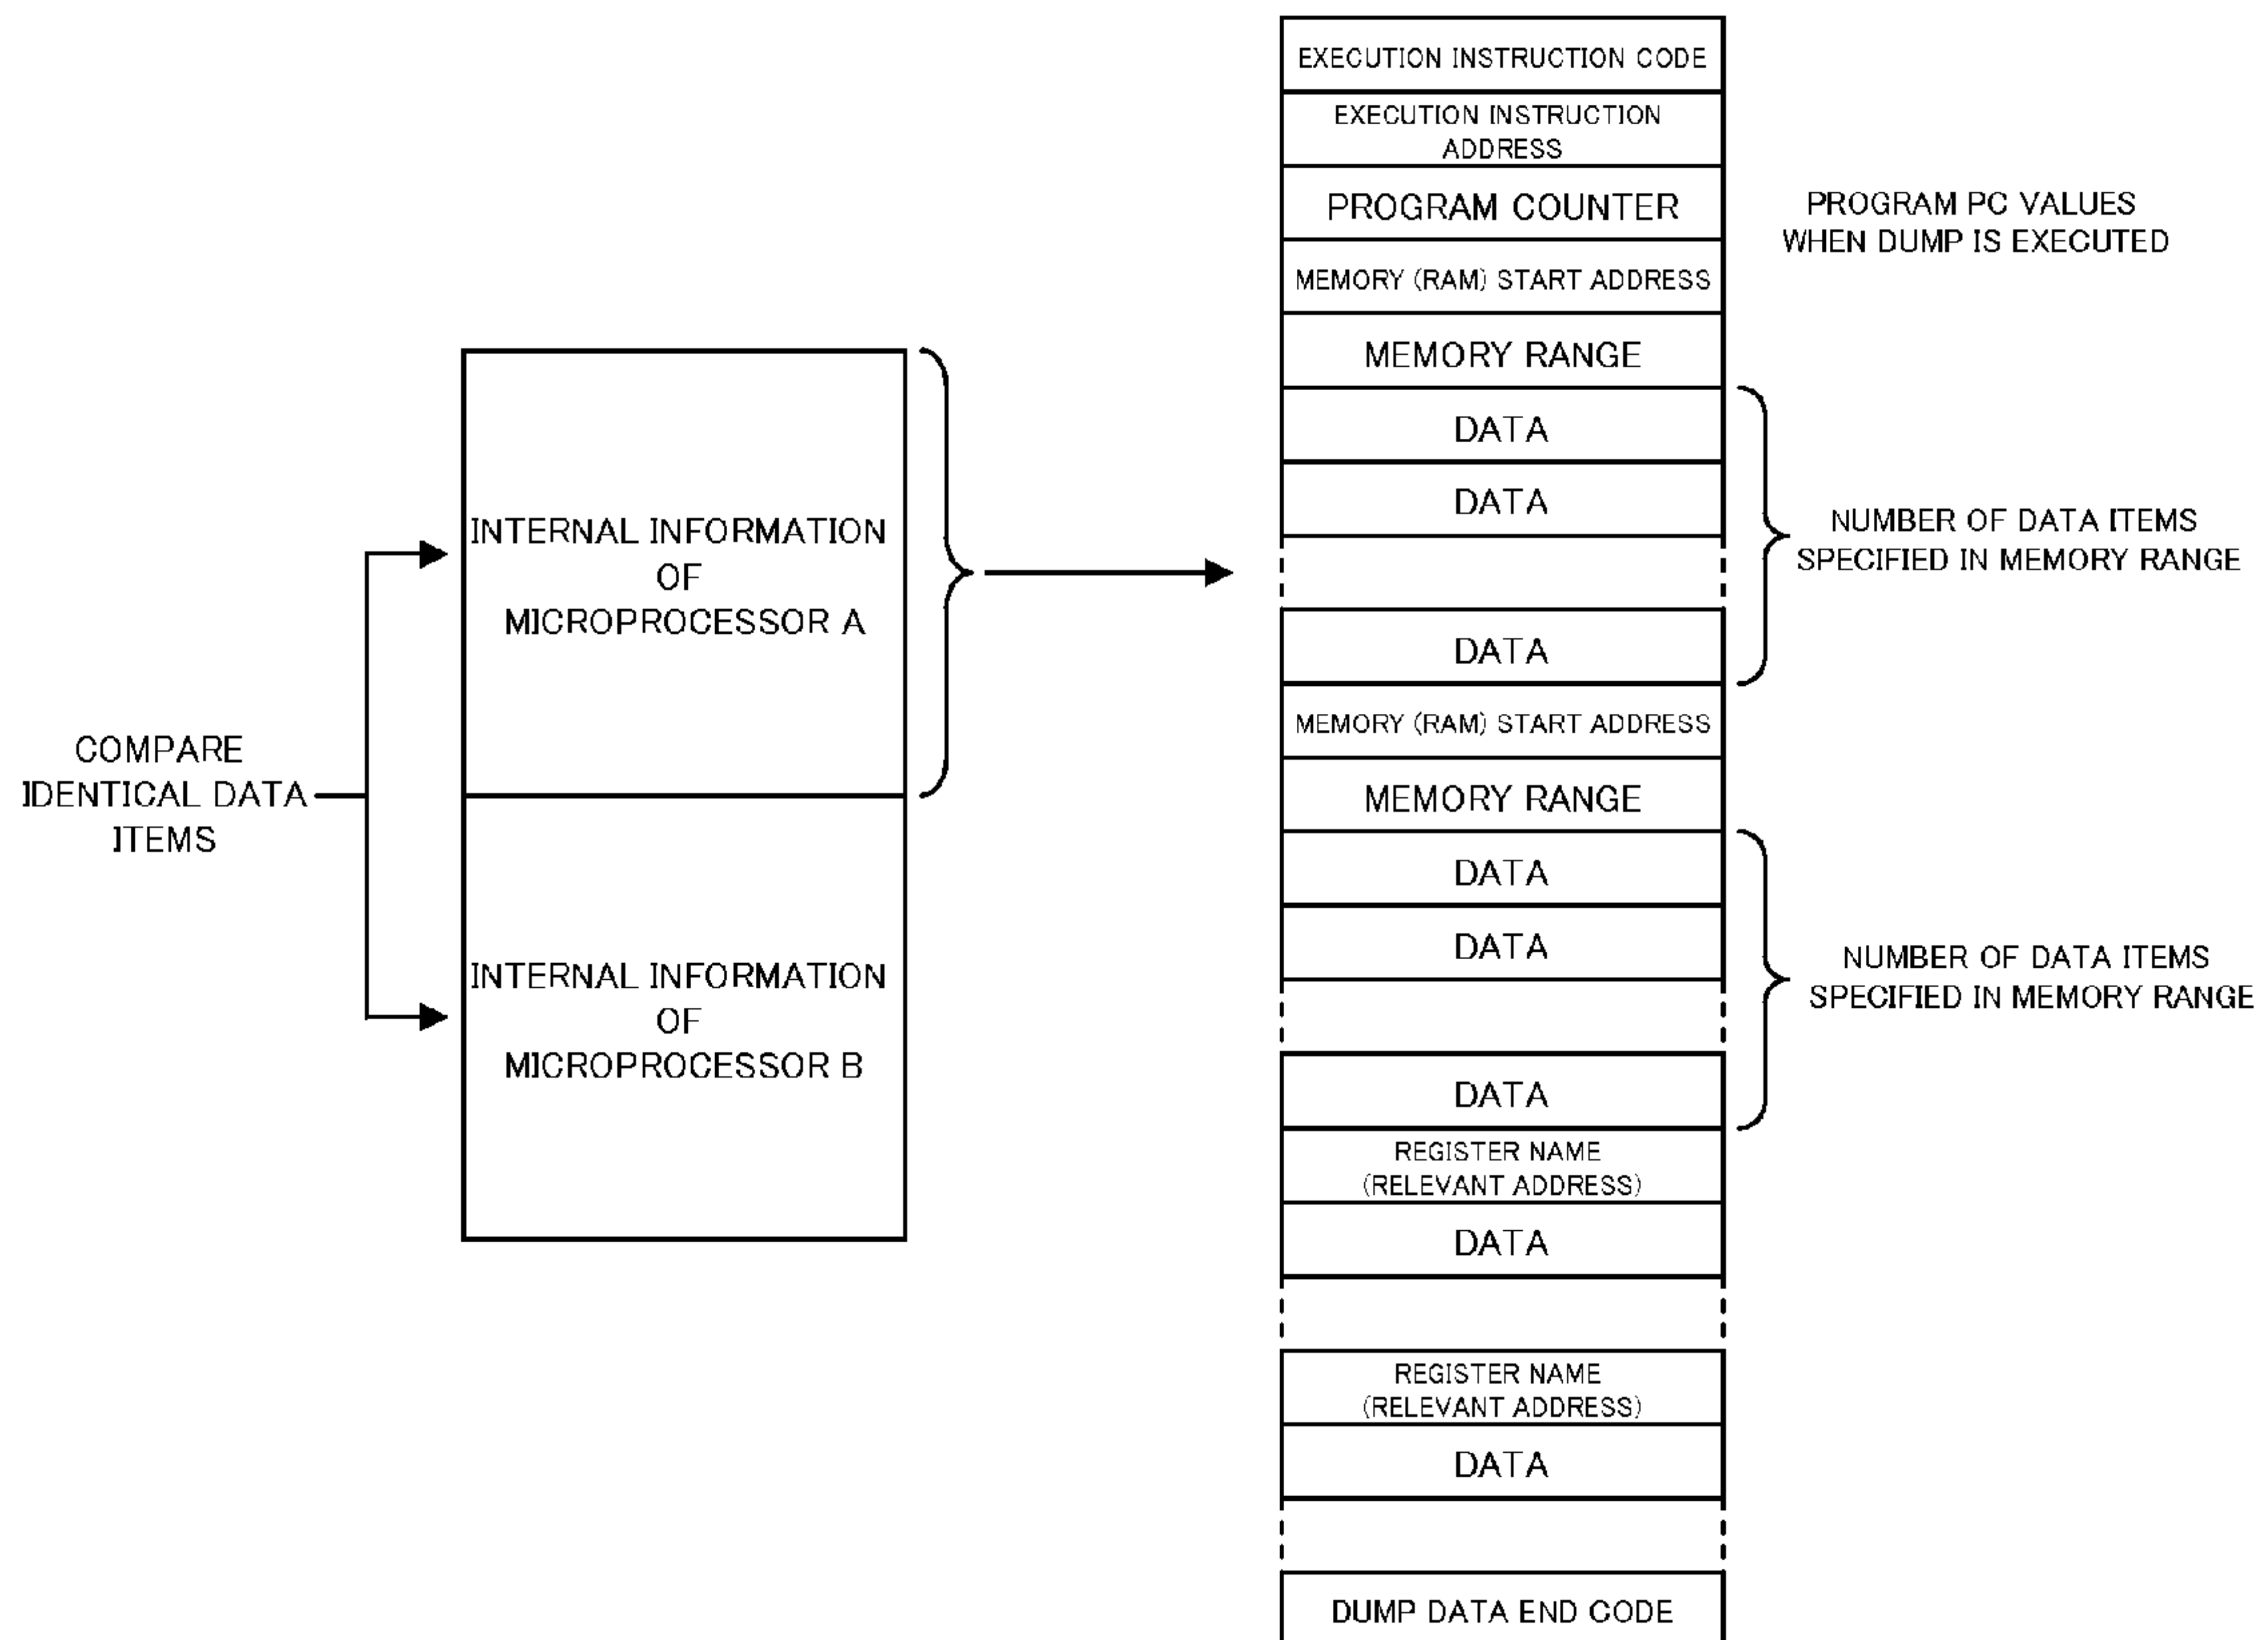 COMPARE
IDENTICAL DATA
ITEMS
INTERNAL INFORMATION
OF
MICROPROCESSOR A
INTERNAL INFORMATION
OF
MICROPROCESSOR B
EXECUTION INSTRUCTION CODE
EXECUTION INSTRUCTION
ADDRESS
PROGRAM COUNTER
MEMORY (RAM) START ADDRESS
MEMORY RANGE
DATA
DATA
DATA
MEMORY (RAM) START ADDRESS
MEMORY RANGE
DATA
DATA
DATA
REGISTER NAME
(RELEVANT ADDRESS)
DATA
REGISTER NAME
(RELEVANT ADDRESS)
DATA
DUMP DATA END CODE
PROGRAM PC VALUES
WHEN DUMP IS EXECUTED
NUMBER OF DATA ITEMS
SPECIFIED IN MEMORY RANGE
NUMBER OF DATA ITEMS
SPECIFIED IN MEMORY RANGE